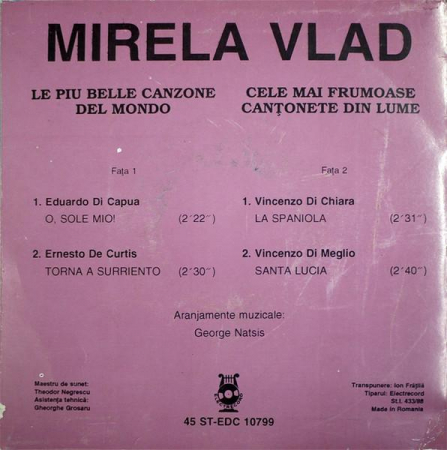 MIRELA VLAD
LE PIU BELLE CANZONE
DEL MONDO
CELE MAI FRUMOASE
CANȚONETE DIN LUME
Fața 1
1. Eduardo Di Capua
O, SOLE MIO! (2′22″)
2. Ernesto De Curtis
TORNA A SURRIENTO (2′30″)
Fața 2
1. Vincenzo Di Chiara
LA SPANIOLA (2′31″)
2. Vincenzo Di Meglio
SANTA LUCIA (2′40″)
Aranjamente muzicale:
George Natsis
Maestru de sunet:
Theodor Negrescu
Asistența tehnică:
Gheorghe Grosaru
45 ST-EDC 10799
Transpunere: Ion Frățilă
Tiparul: Electrecord
St.I. 433/88
Made in Romania